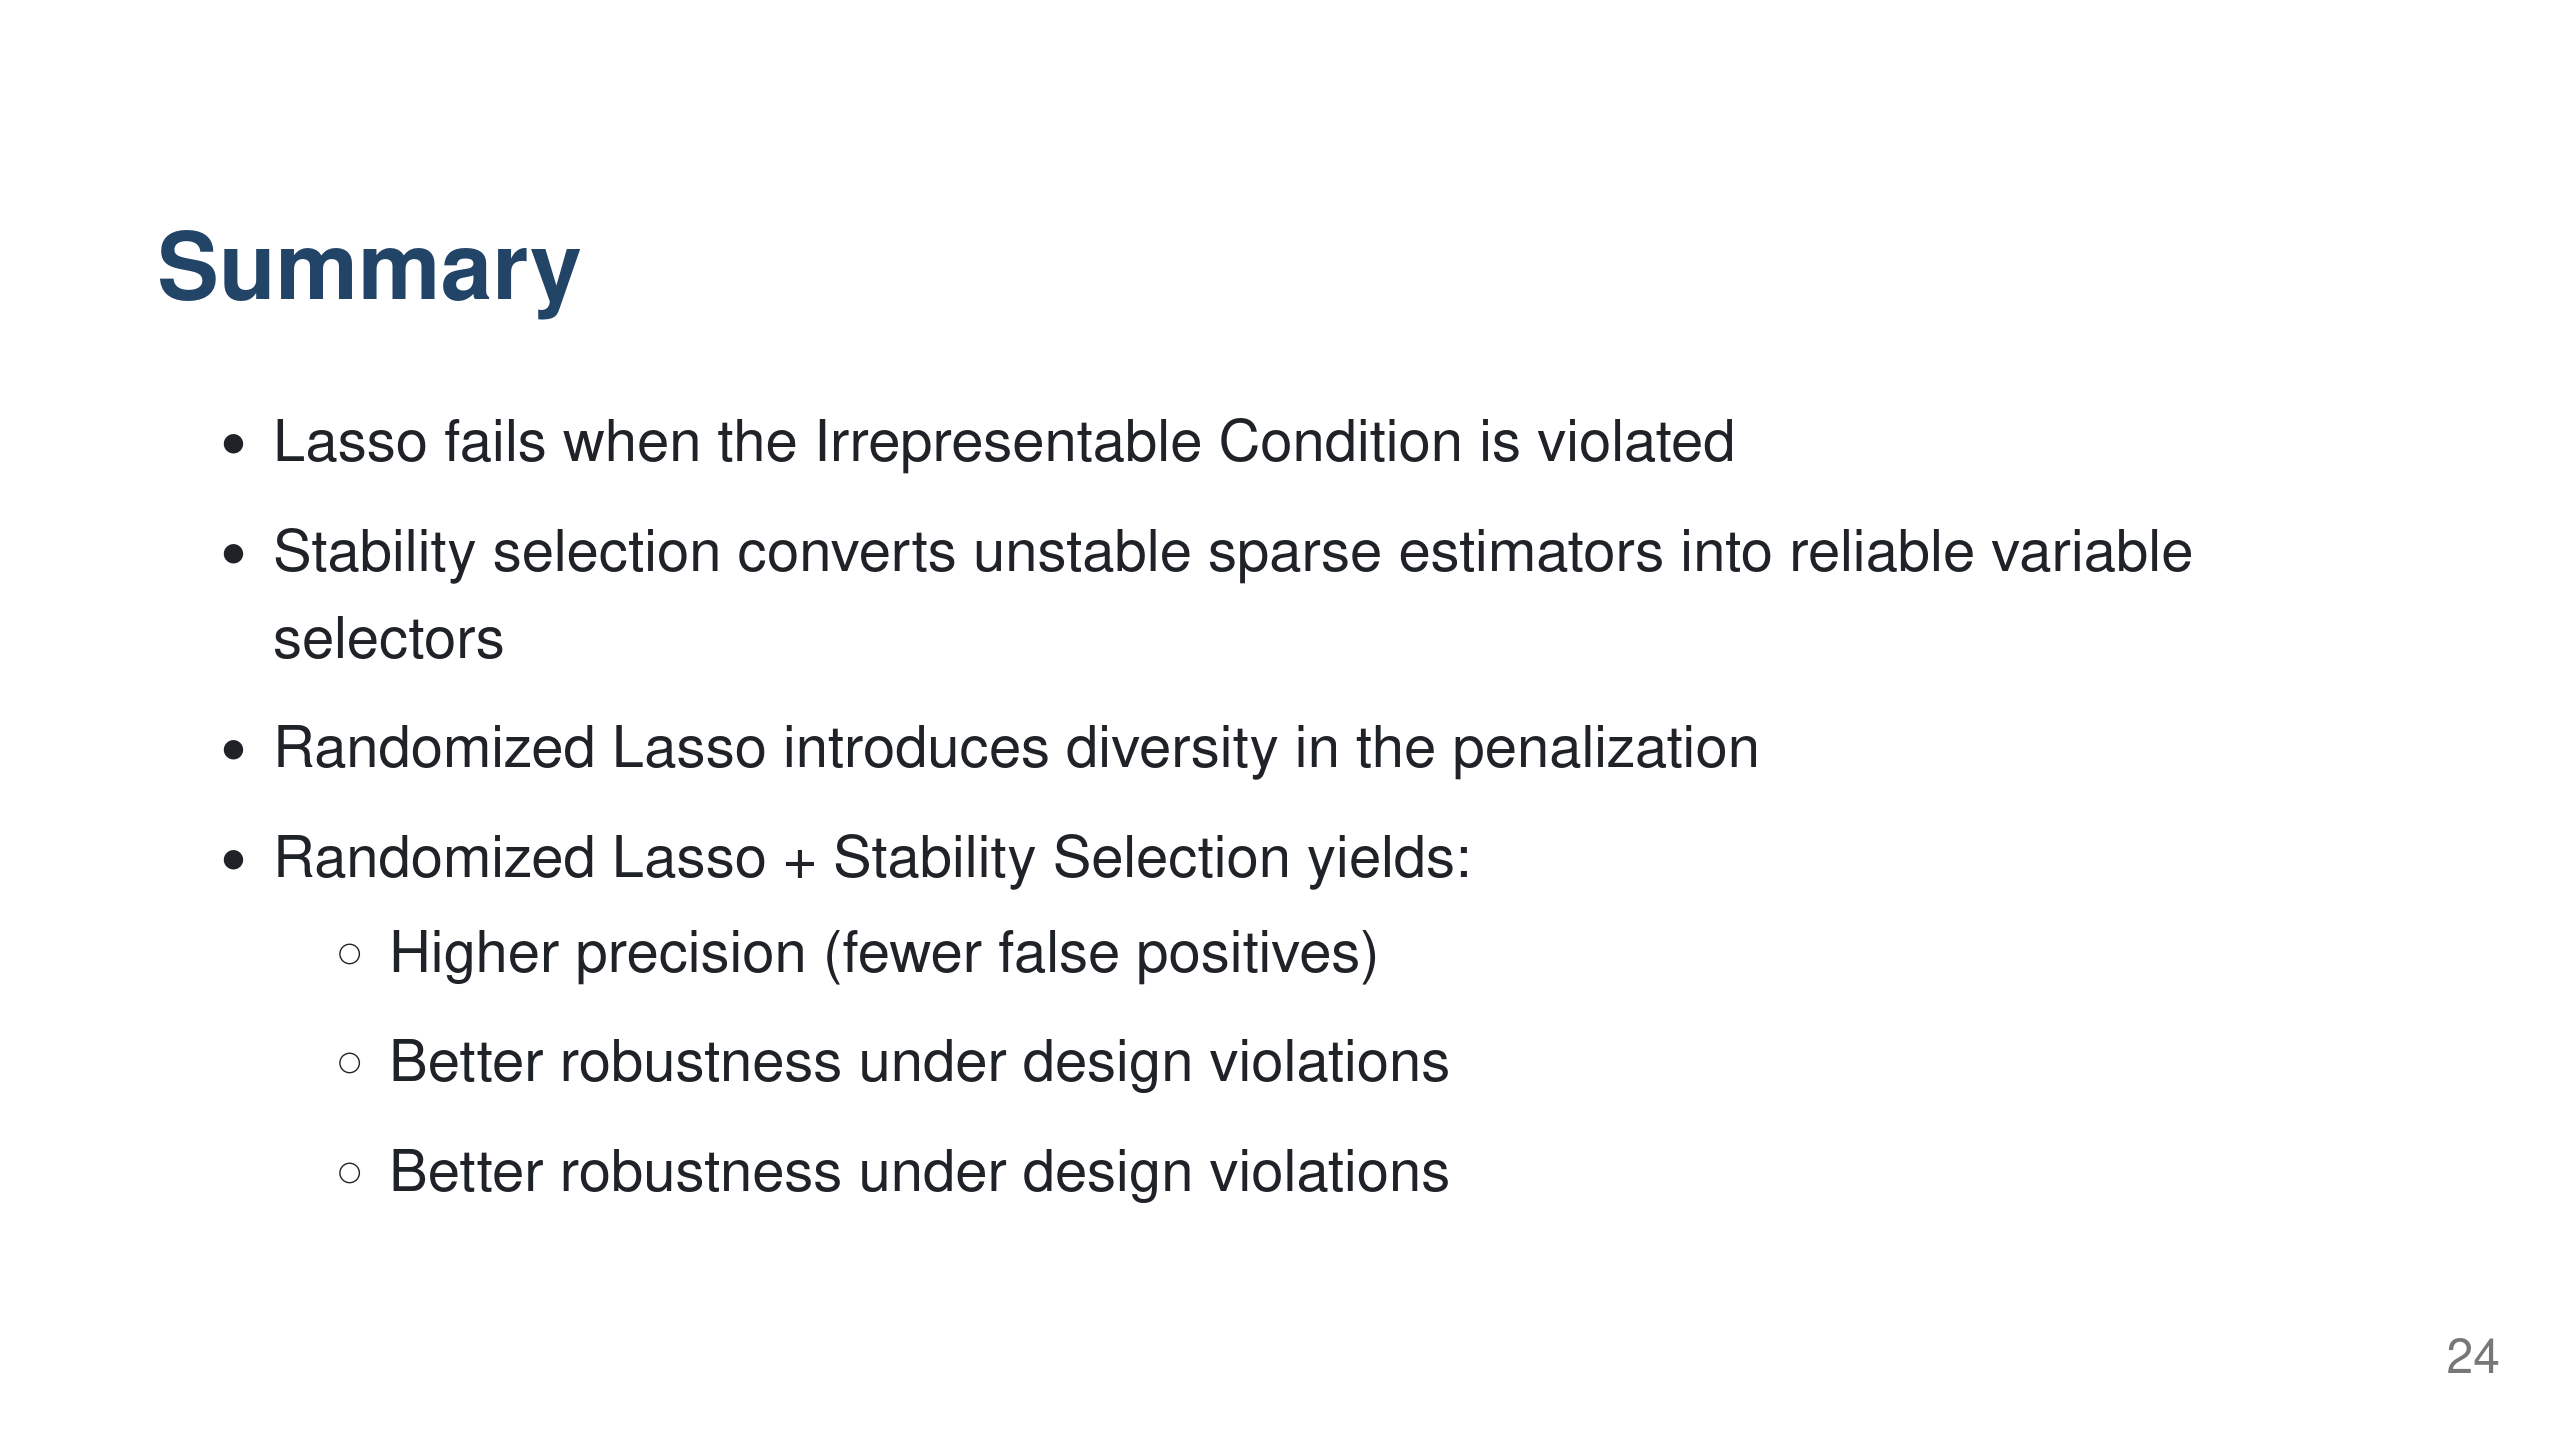 Summary
• Lasso fails when the Irrepresentable Condition is violated
• Stability selection converts unstable sparse estimators into reliable variable
selectors
• Randomized Lasso introduces diversity in the penalization
• Randomized Lasso + Stability Selection yields:
○ Higher precision (fewer false positives)
○ Better robustness under design violations
○ Better robustness under design violations
24